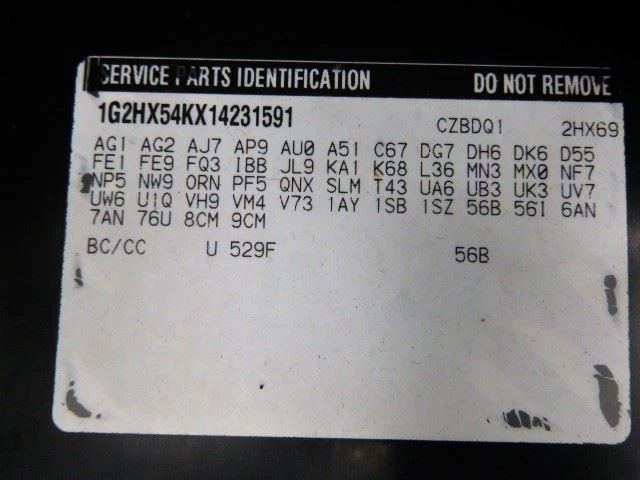 SERVICE PARTS IDENTIFICATION DO NOT REMOVE
1G2HX54KX14231591 CZBDQ1 2HX69
AG1 AG2 AJ7 AP9 AU0 A51 C67 DG7 DH6 DK6 D55
FE1 FE9 FQ3 IBB JL9 KA1 K68 L36 MN3 MX0 NF7
NP5 NW9 ORN PF5 QNX SLM T43 UA6 UB3 UK3 UV7
UW6 U1Q VH9 VM4 V73 1AY 1SB 1SZ 56B 56I 6AN
7AN 76U 8CM 9CM
BC/CC U 529F 56B